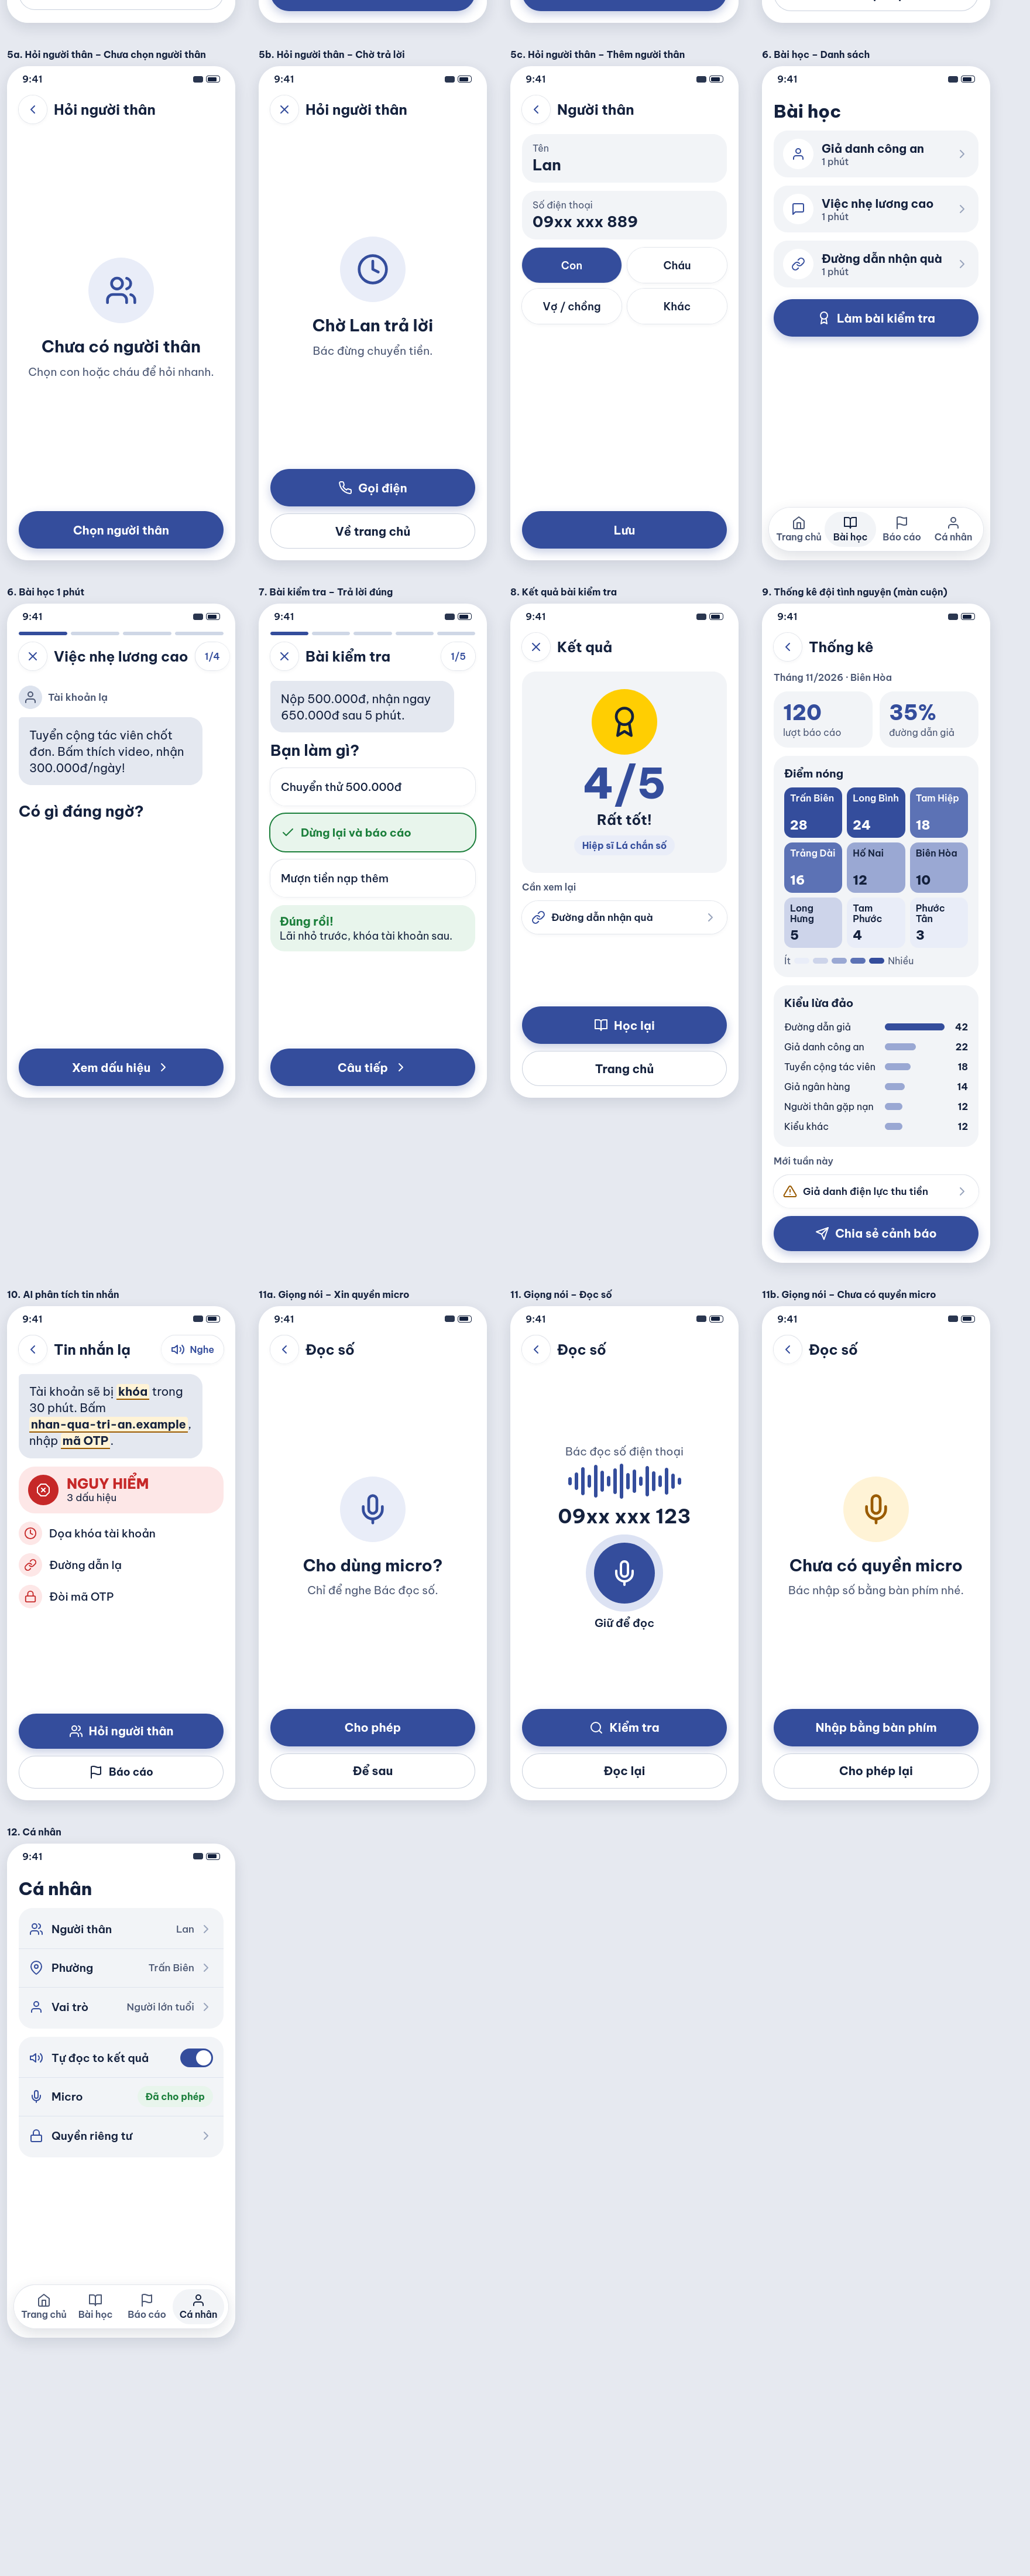 5a. Hỏi người thân – Chưa chọn người thân
9:41
Hỏi người thân
Chưa có người thân
Chọn con hoặc cháu để hỏi nhanh.
Chọn người thân
5b. Hỏi người thân – Chờ trả lời
9:41
Hỏi người thân
Chờ Lan trả lời
Bác đừng chuyển tiền.
Gọi điện
Về trang chủ
5c. Hỏi người thân – Thêm người thân
9:41
Người thân
Tên
Lan
Số điện thoại
09xx xxx 889
Con
Cháu
Vợ / chồng
Khác
Lưu
6. Bài học – Danh sách
9:41
Bài học
Giả danh công an
1 phút
Việc nhẹ lương cao
1 phút
Đường dẫn nhận quà
1 phút
Làm bài kiểm tra
Trang chủ
Bài học
Báo cáo
Cá nhân
6. Bài học 1 phút
9:41
Việc nhẹ lương cao
1/4
Tài khoản lạ
Tuyển cộng tác viên chốt
đơn. Bấm thích video, nhận
300.000đ/ngày!
Có gì đáng ngờ?
Xem dấu hiệu
7. Bài kiểm tra – Trả lời đúng
9:41
Bài kiểm tra
1/5
Nộp 500.000đ, nhận ngay
650.000đ sau 5 phút.
Bạn làm gì?
Chuyển thử 500.000đ
Dừng lại và báo cáo
Mượn tiền nạp thêm
Đúng rồi!
Lãi nhỏ trước, khóa tài khoản sau.
Câu tiếp
8. Kết quả bài kiểm tra
9:41
Kết quả
4/5
Rất tốt!
Hiệp sĩ Lá chắn số
Cần xem lại
Đường dẫn nhận quà
Học lại
Trang chủ
9. Thống kê đội tình nguyện (màn cuộn)
9:41
Thống kê
Tháng 11/2026 · Biên Hòa
120
lượt báo cáo
35%
đường dẫn giả
Điểm nóng
Trấn Biên
28
Long Bình
24
Tam Hiệp
18
Trảng Dài
16
Hố Nai
12
Biên Hòa
10
Long
Hưng
5
Tam
Phước
4
Phước
Tân
3
Ít
Nhiều
Kiểu lừa đảo
Đường dẫn giả 42
Giả danh công an 22
Tuyển cộng tác viên 18
Giả ngân hàng 14
Người thân gặp nạn 12
Kiểu khác 12
Mới tuần này
Giả danh điện lực thu tiền
Chia sẻ cảnh báo
10. AI phân tích tin nhắn
9:41
Tin nhắn lạ
Nghe
Tài khoản sẽ bị khóa trong
30 phút. Bấm
nhan-qua-tri-an.example,
nhập mã OTP.
NGUY HIỂM
3 dấu hiệu
Dọa khóa tài khoản
Đường dẫn lạ
Đòi mã OTP
Hỏi người thân
Báo cáo
11a. Giọng nói – Xin quyền micro
9:41
Đọc số
Cho dùng micro?
Chỉ để nghe Bác đọc số.
Cho phép
Để sau
11. Giọng nói – Đọc số
9:41
Đọc số
Bác đọc số điện thoại
09xx xxx 123
Giữ để đọc
Kiểm tra
Đọc lại
11b. Giọng nói – Chưa có quyền micro
9:41
Đọc số
Chưa có quyền micro
Bác nhập số bằng bàn phím nhé.
Nhập bằng bàn phím
Cho phép lại
12. Cá nhân
9:41
Cá nhân
Người thân Lan
Phường Trấn Biên
Vai trò Người lớn tuổi
Tự đọc to kết quả
Micro Đã cho phép
Quyền riêng tư
Trang chủ
Bài học
Báo cáo
Cá nhân